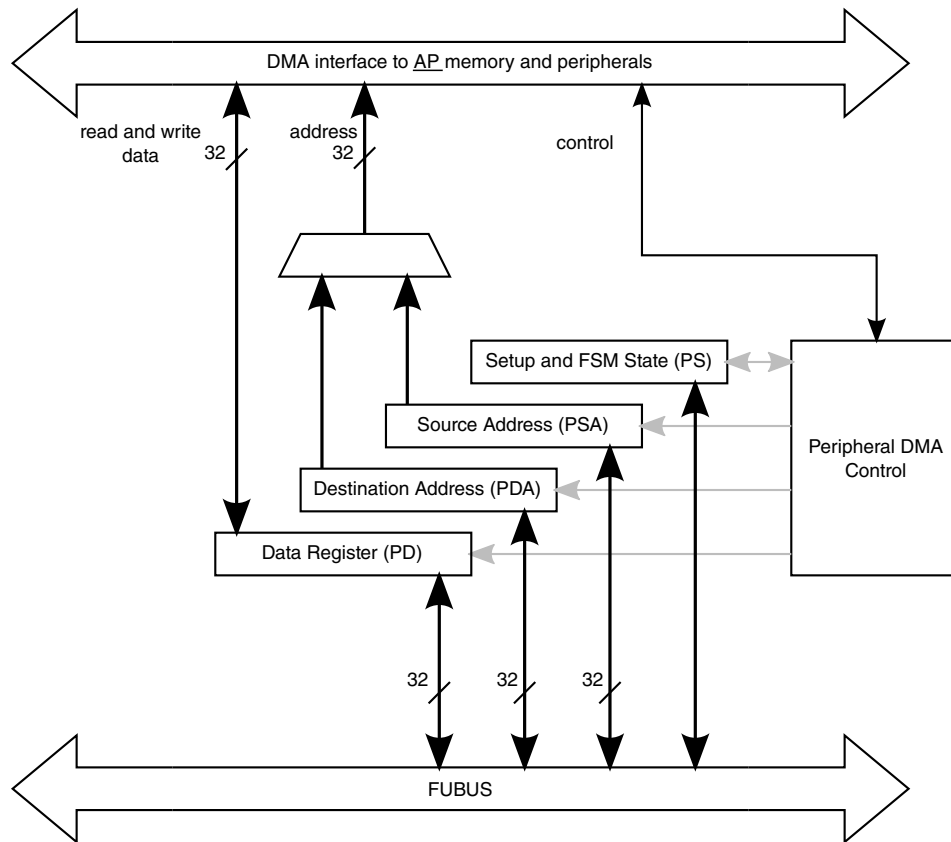 DMA interface to AP memory and peripherals
read and write
data
32
address
32
control
Setup and FSM State (PS)
Source Address (PSA)
Peripheral DMA
Control
Destination Address (PDA)
Data Register (PD)
32
32
32
FUBUS